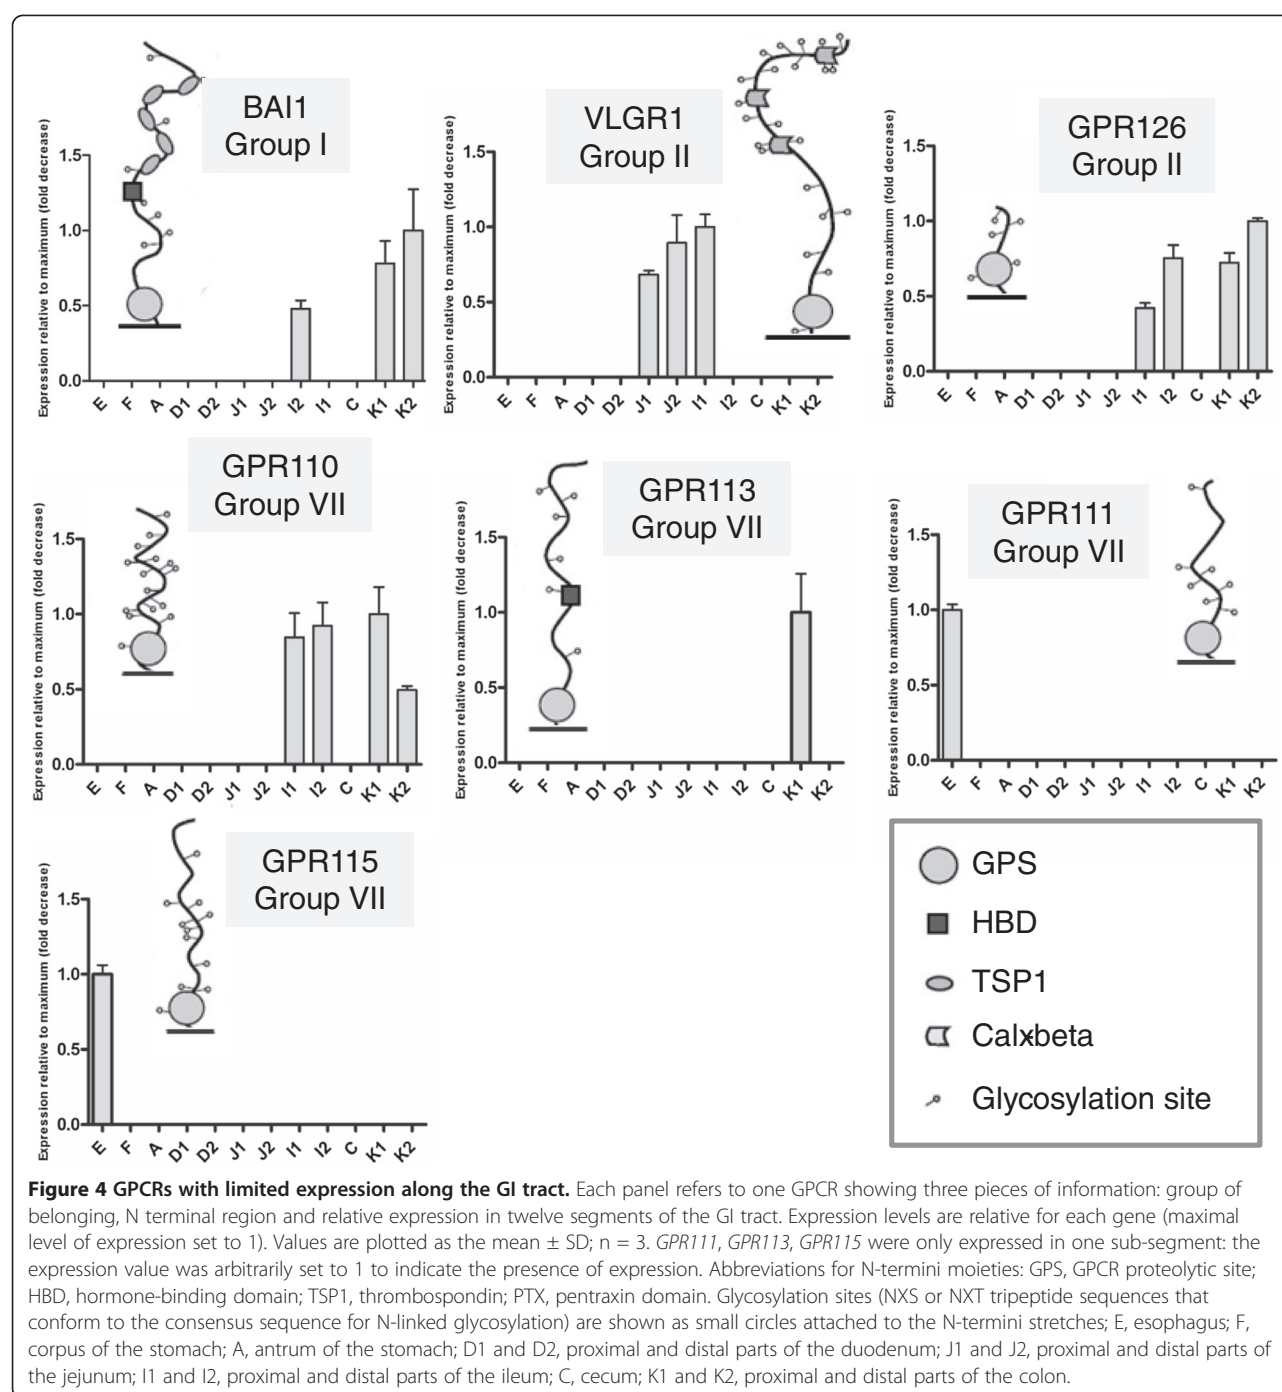 BAI1
Group I
Expression relative to maximum (fold decrease)
1.5
1.0
0.5
0.0
E F A D1 D2 J1 J2 I2 I1 C K1 K2
VLGR1
Group II
Expression relative to maximum (fold decrease)
1.5
1.0
0.5
0.0
E F A D1 D2 J1 J2 I1 I2 C K1 K2
GPR126
Group II
Expression relative to maximum (fold decrease)
1.5
1.0
0.5
0.0
E F A D1 D2 J1 J2 I1 I2 C K1 K2
GPR110
Group VII
Expression relative to maximum (fold decrease)
1.5
1.0
0.5
0.0
E F A D1 D2 J1 J2 I1 I2 C K1 K2
GPR113
Group VII
Expression relative to maximum (fold decrease)
1.5
1.0
0.5
0.0
E F A D1 D2 J1 J2 I1 I2 C K1 K2
GPR111
Group VII
Expression relative to maximum (fold decrease)
1.5
1.0
0.5
0.0
E F A D1 D2 J1 J2 I1 I2 C K1 K2
GPR115
Group VII
Expression relative to maximum (fold decrease)
1.5
1.0
0.5
0.0
E F A D1 D2 J1 J2 I1 I2 C K1 K2
GPS
HBD
TSP1
Calx-beta
Glycosylation site
Figure 4 GPCRs with limited expression along the GI tract. Each panel refers to one GPCR showing three pieces of information: group of
belonging, N terminal region and relative expression in twelve segments of the GI tract. Expression levels are relative for each gene (maximal
level of expression set to 1). Values are plotted as the mean ± SD; n = 3. GPR111, GPR113, GPR115 were only expressed in one sub-segment: the
expression value was arbitrarily set to 1 to indicate the presence of expression. Abbreviations for N-termini moieties: GPS, GPCR proteolytic site;
HBD, hormone-binding domain; TSP1, thrombospondin; PTX, pentraxin domain. Glycosylation sites (NXS or NXT tripeptide sequences that
conform to the consensus sequence for N-linked glycosylation) are shown as small circles attached to the N-termini stretches; E, esophagus; F,
corpus of the stomach; A, antrum of the stomach; D1 and D2, proximal and distal parts of the duodenum; J1 and J2, proximal and distal parts of
the jejunum; I1 and I2, proximal and distal parts of the ileum; C, cecum; K1 and K2, proximal and distal parts of the colon.